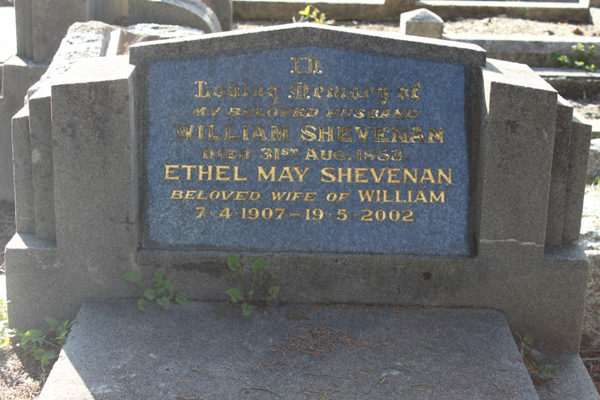 In
Loving Memory of
MY BELOVED HUSBAND
WILLIAM SHEVENAN
DIED 31ST AUG. 1953.
ETHEL MAY SHEVENAN
BELOVED WIFE OF WILLIAM
7-4-1907-19-5-2002